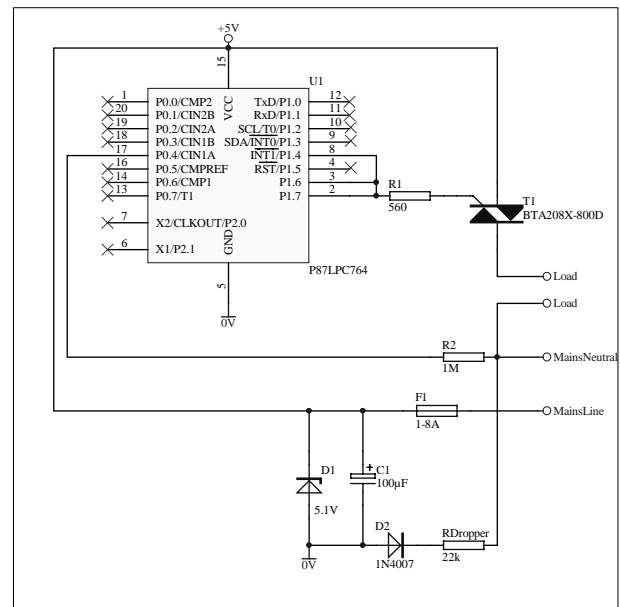 +5V
15
U1
1 P0.0/CMP2 VCC TxD/P1.0 12
20 P0.1/CIN2B RxD/P1.1 11
19 P0.2/CIN2A SCL/T0/P1.2 10
18 P0.3/CIN1B SDA/INT0/P1.3 9
17 P0.4/CIN1A INT1/P1.4 8
16 P0.5/CMPREF RST/P1.5 4
14 P0.6/CMP1 P1.6 3
13 P0.7/T1 P1.7 2
R1
560
T1
BTA208X-800D
7 X2/CLKOUT/P2.0
6 X1/P2.1 GND
P87LPC764
5
0V
Load
Load
R2
1M
MainsNeutral
F1
1-8A
MainsLine
D1
5.1V
+
C1
100µF
D2
1N4007
RDropper
22k
0V